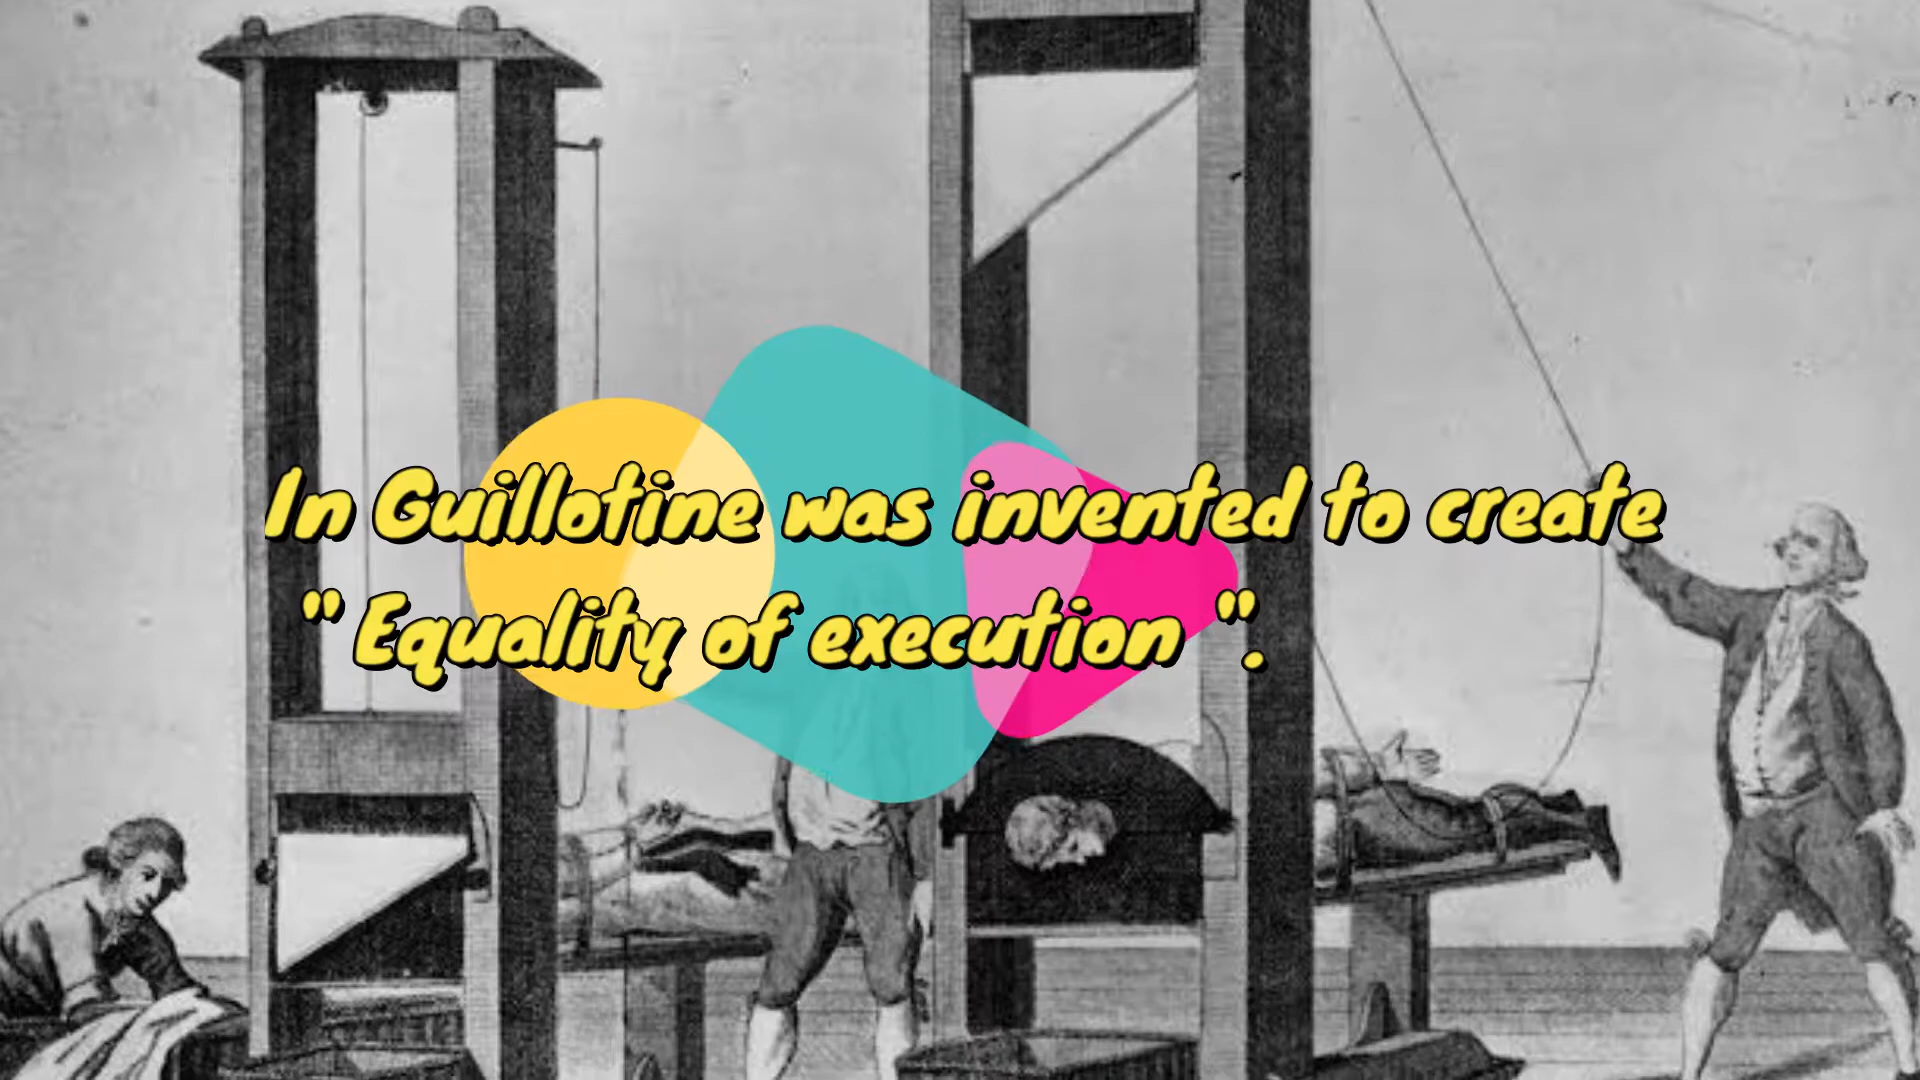 In Guillotine was invented to create
" Equality of execution ".